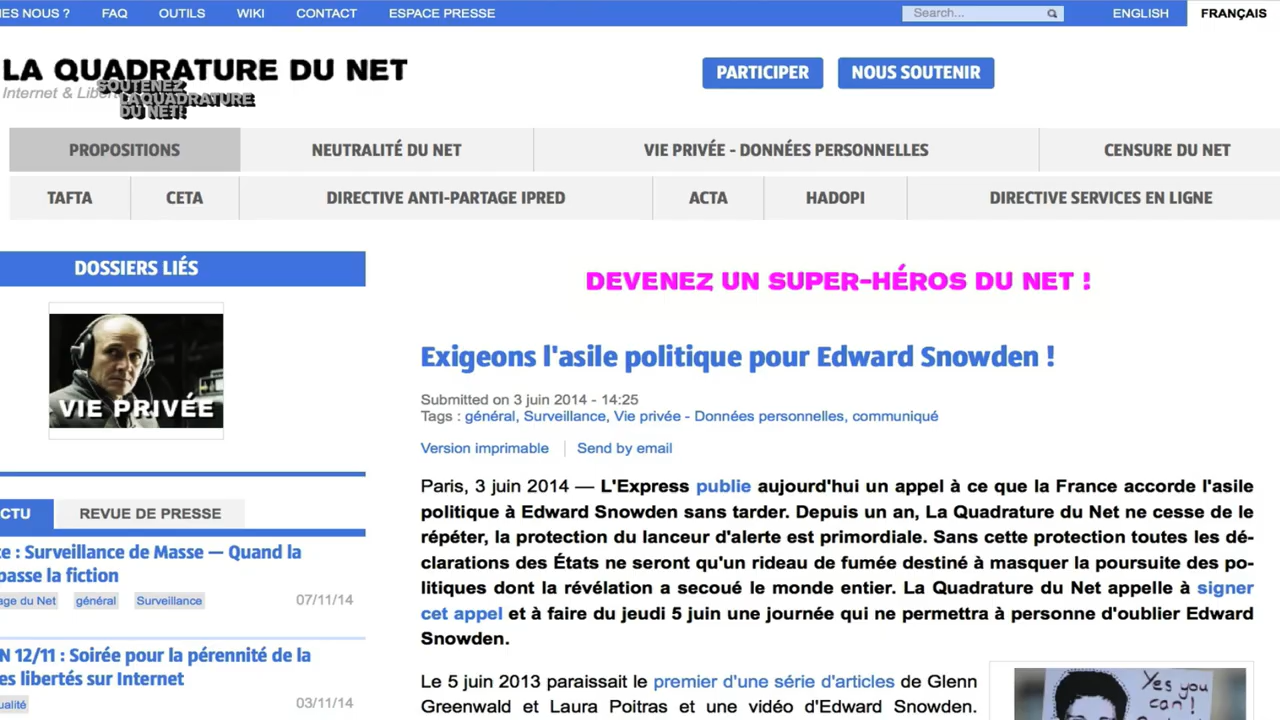 NOUS ?
FAQ
OUTILS
WIKI
CONTACT
ESPACE PRESSE
Search...
ENGLISH
FRANÇAIS
LA QUADRATURE DU NET
Internet &
SOUTENEZ
LA QUADRATURE
DU NET!
PARTICIPER
NOUS SOUTENIR
PROPOSITIONS
NEUTRALITÉ DU NET
VIE PRIVÉE - DONNÉES PERSONNELLES
CENSURE DU NET
TAFTA
CETA
DIRECTIVE ANTI-PARTAGE IPRED
ACTA
HADOPI
DIRECTIVE SERVICES EN LIGNE
DOSSIERS LIÉS
VIE PRIVÉE
DEVENEZ UN SUPER-HÉROS DU NET !
Exigeons l'asile politique pour Edward Snowden !
Submitted on 3 juin 2014 - 14:25
Tags : général, Surveillance, Vie privée - Données personnelles, communiqué
Version imprimable
Send by email
Paris, 3 juin 2014 — L'Express publie aujourd'hui un appel à ce que la France accorde l'asile
politique à Edward Snowden sans tarder. Depuis un an, La Quadrature du Net ne cesse de le
répéter, la protection du lanceur d'alerte est primordiale. Sans cette protection toutes les dé-
clarations des États ne seront qu'un rideau de fumée destiné à masquer la poursuite des po-
litiques dont la révélation a secoué le monde entier. La Quadrature du Net appelle à signer
cet appel et à faire du jeudi 5 juin une journée qui ne permettra à personne d'oublier Edward
Snowden.
Le 5 juin 2013 paraissait le premier d'une série d'articles de Glenn
Greenwald et Laura Poitras et une vidéo d'Edward Snowden.
Yes you
can!
CTU
REVUE DE PRESSE
: Surveillance de Masse — Quand la
passe la fiction
du Net
général
Surveillance
07/11/14
N 12/11 : Soirée pour la pérennité de la
es libertés sur Internet
03/11/14
ualité